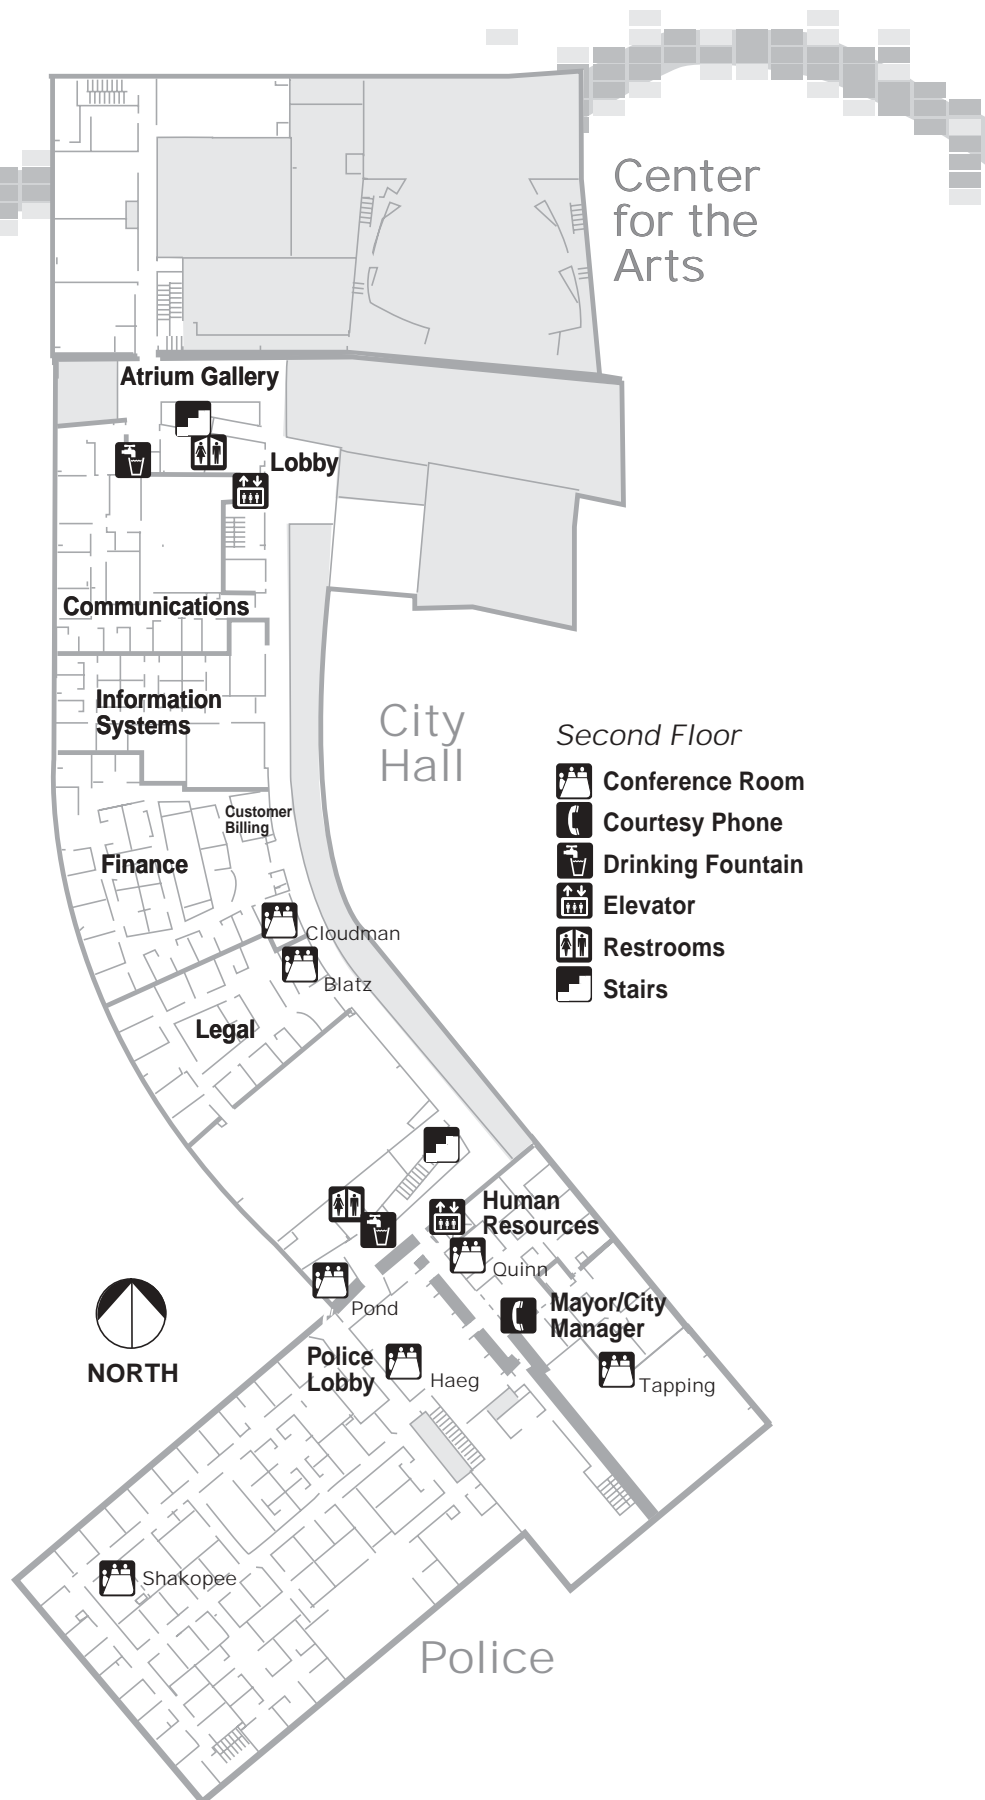 Center
for the
Arts
Atrium Gallery
Lobby
Communications
Information
Systems
City
Hall
Second Floor
Conference Room
Courtesy Phone
Drinking Fountain
Elevator
Restrooms
Stairs
Customer
Billing
Finance
Cloudman
Blatz
Legal
Human
Resources
Quinn
Pond
Mayor/City
Manager
NORTH
Police
Lobby
Haeg
Tapping
Shakopee
Police